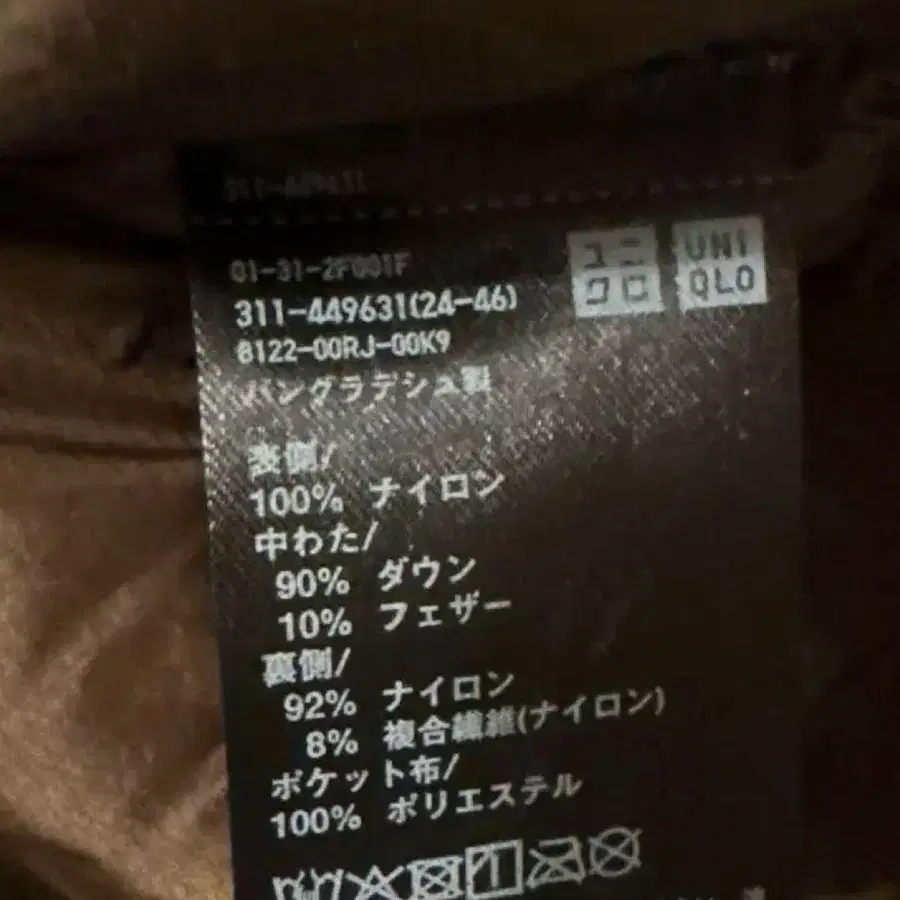 311-449631
01-31-2F001F
ユニクロ
UNIQLO
311-449631(24-46)
8122-00RJ-00K9
バングラデシュ製
表側/
100% ナイロン
中わた/
90% ダウン
10% フェザー
裏側/
92% ナイロン
8% 複合繊維(ナイロン)
ポケット布/
100% ポリエステル